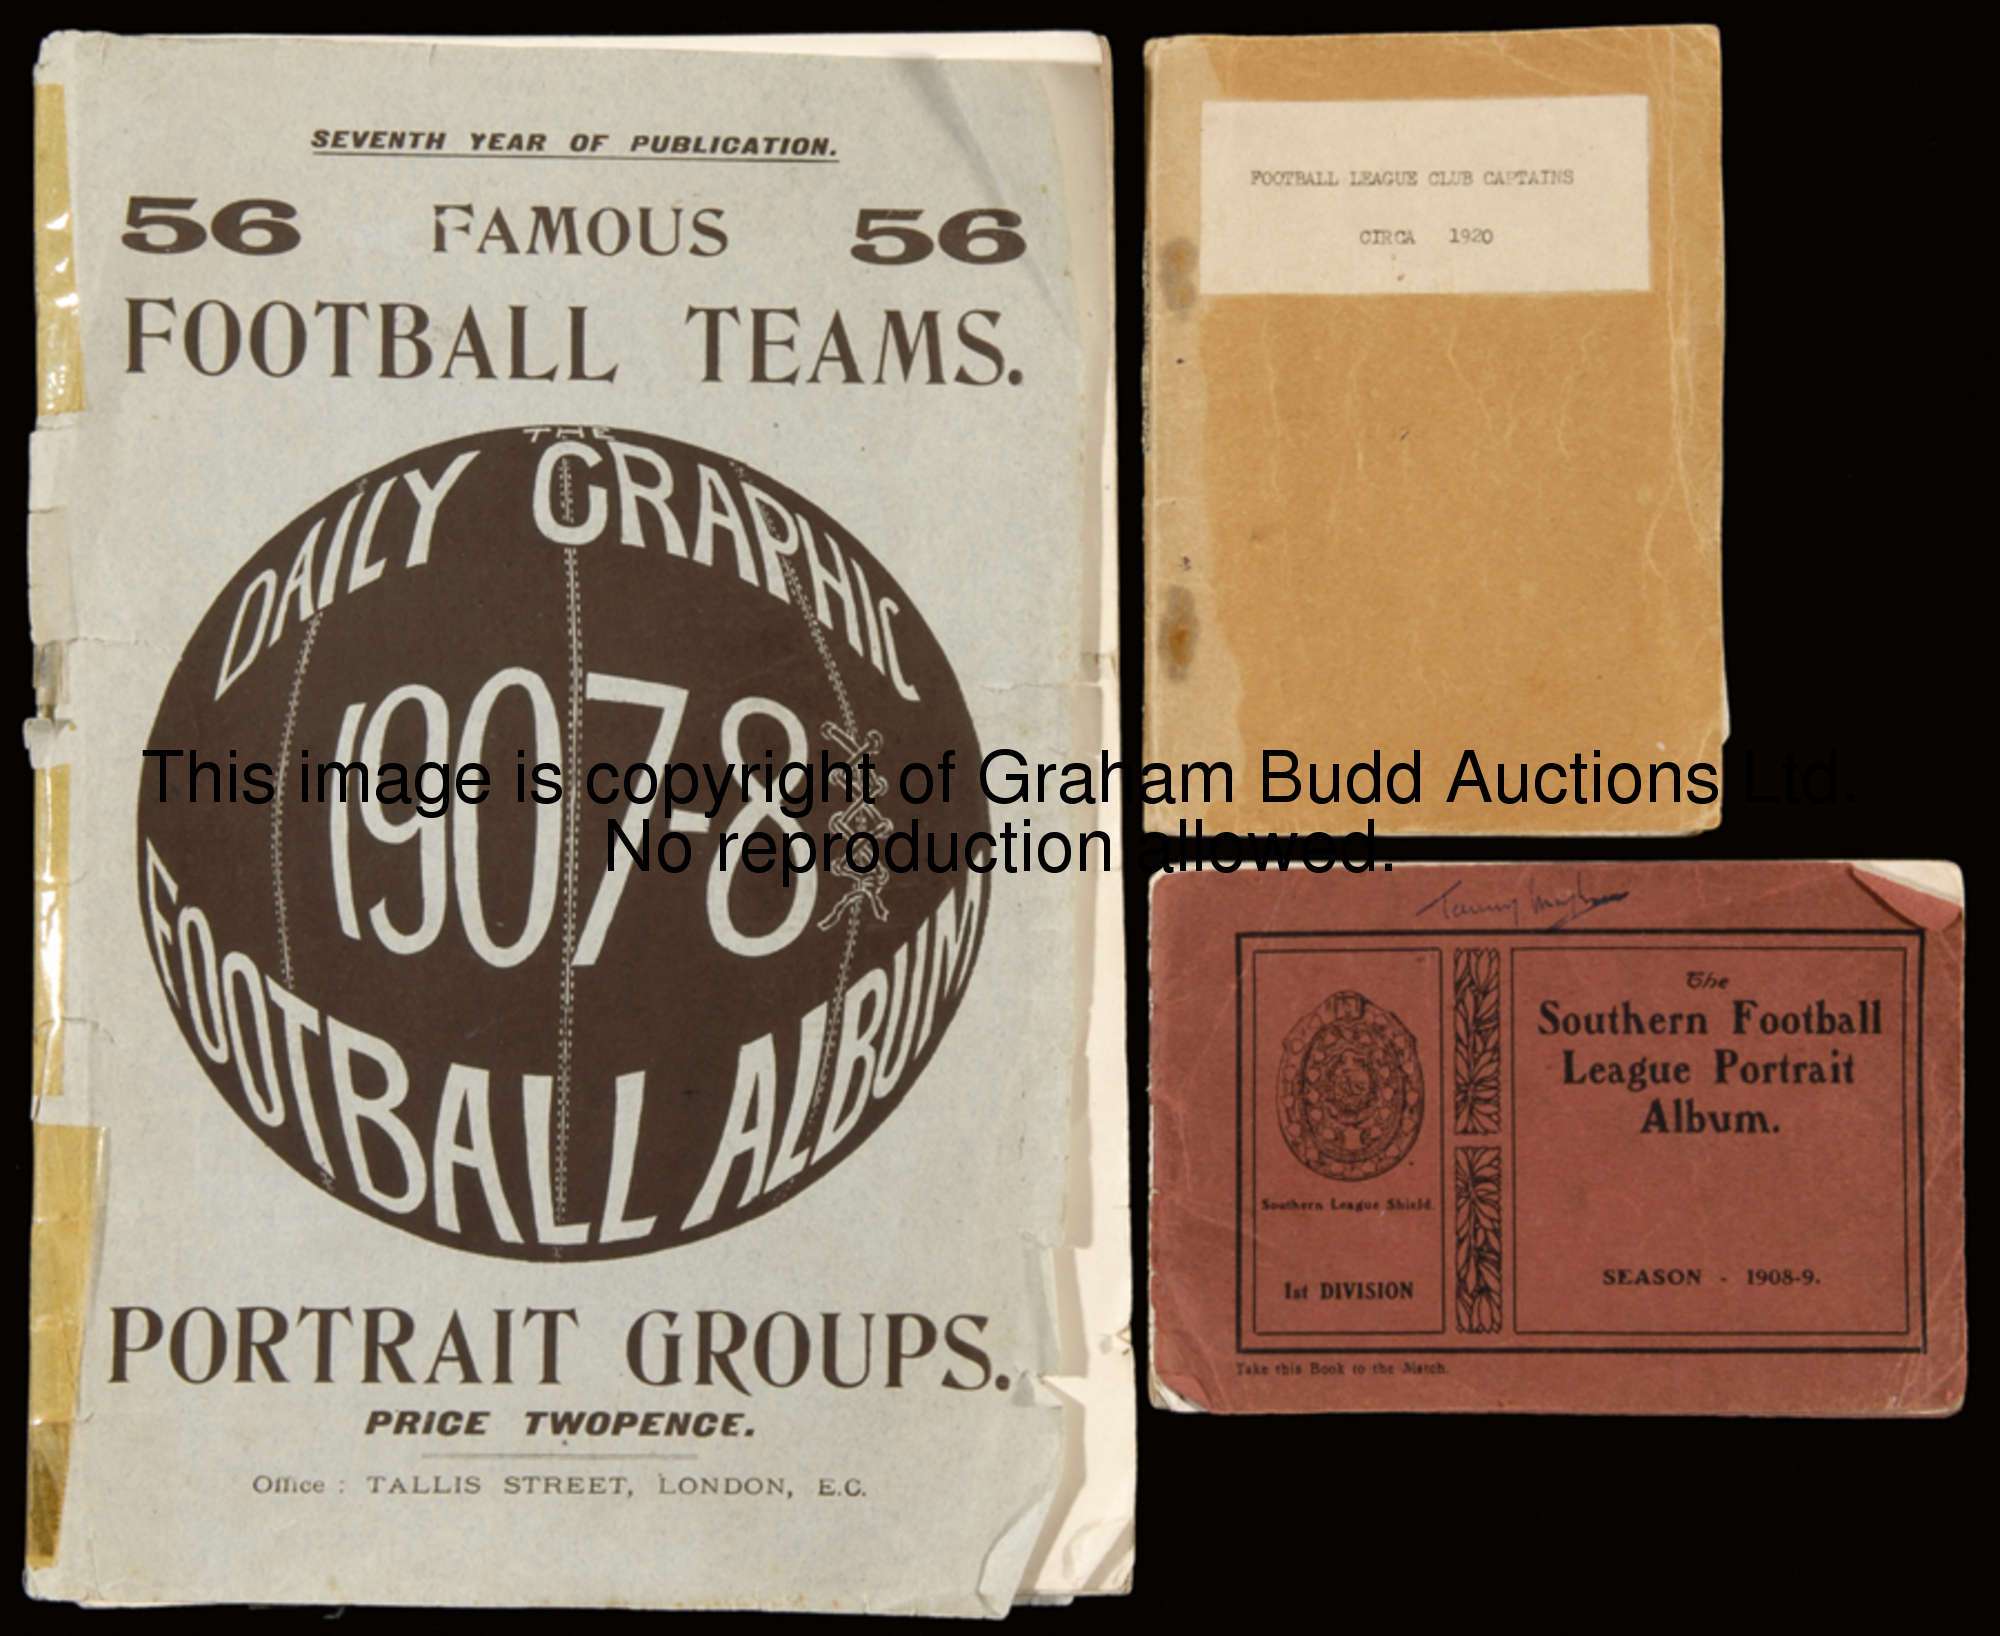 SEVENTH YEAR OF PUBLICATION.
56 FAMOUS 56
FOOTBALL TEAMS.
THE
DAILY GRAPHIC
1907-8
FOOTBALL ALBUM
PORTRAIT GROUPS.
PRICE TWOPENCE.
Office : TALLIS STREET, LONDON, E.C.
FOOTBALL LEAGUE CLUB CAPTAINS
CIRCA 1920
The
Southern Football
League Portrait
Album.
SEASON - 1908-9.
Southern League Shield.
1st DIVISION
Take this Book to the Match.
This image is copyright of Graham Budd Auctions Ltd.
No reproduction allowed.